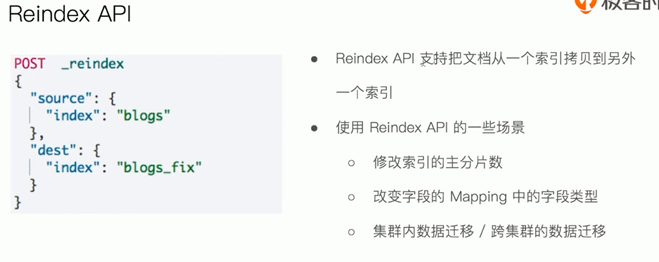 Reindex API
极客时
POST _reindex
{
"source": {
"index": "blogs"
},
"dest": {
"index": "blogs_fix"
}
}
● Reindex API 支持把文档从一个索引拷贝到另外
一个索引
● 使用 Reindex API 的一些场景
○ 修改索引的主分片数
○ 改变字段的 Mapping 中的字段类型
○ 集群内数据迁移 / 跨集群的数据迁移